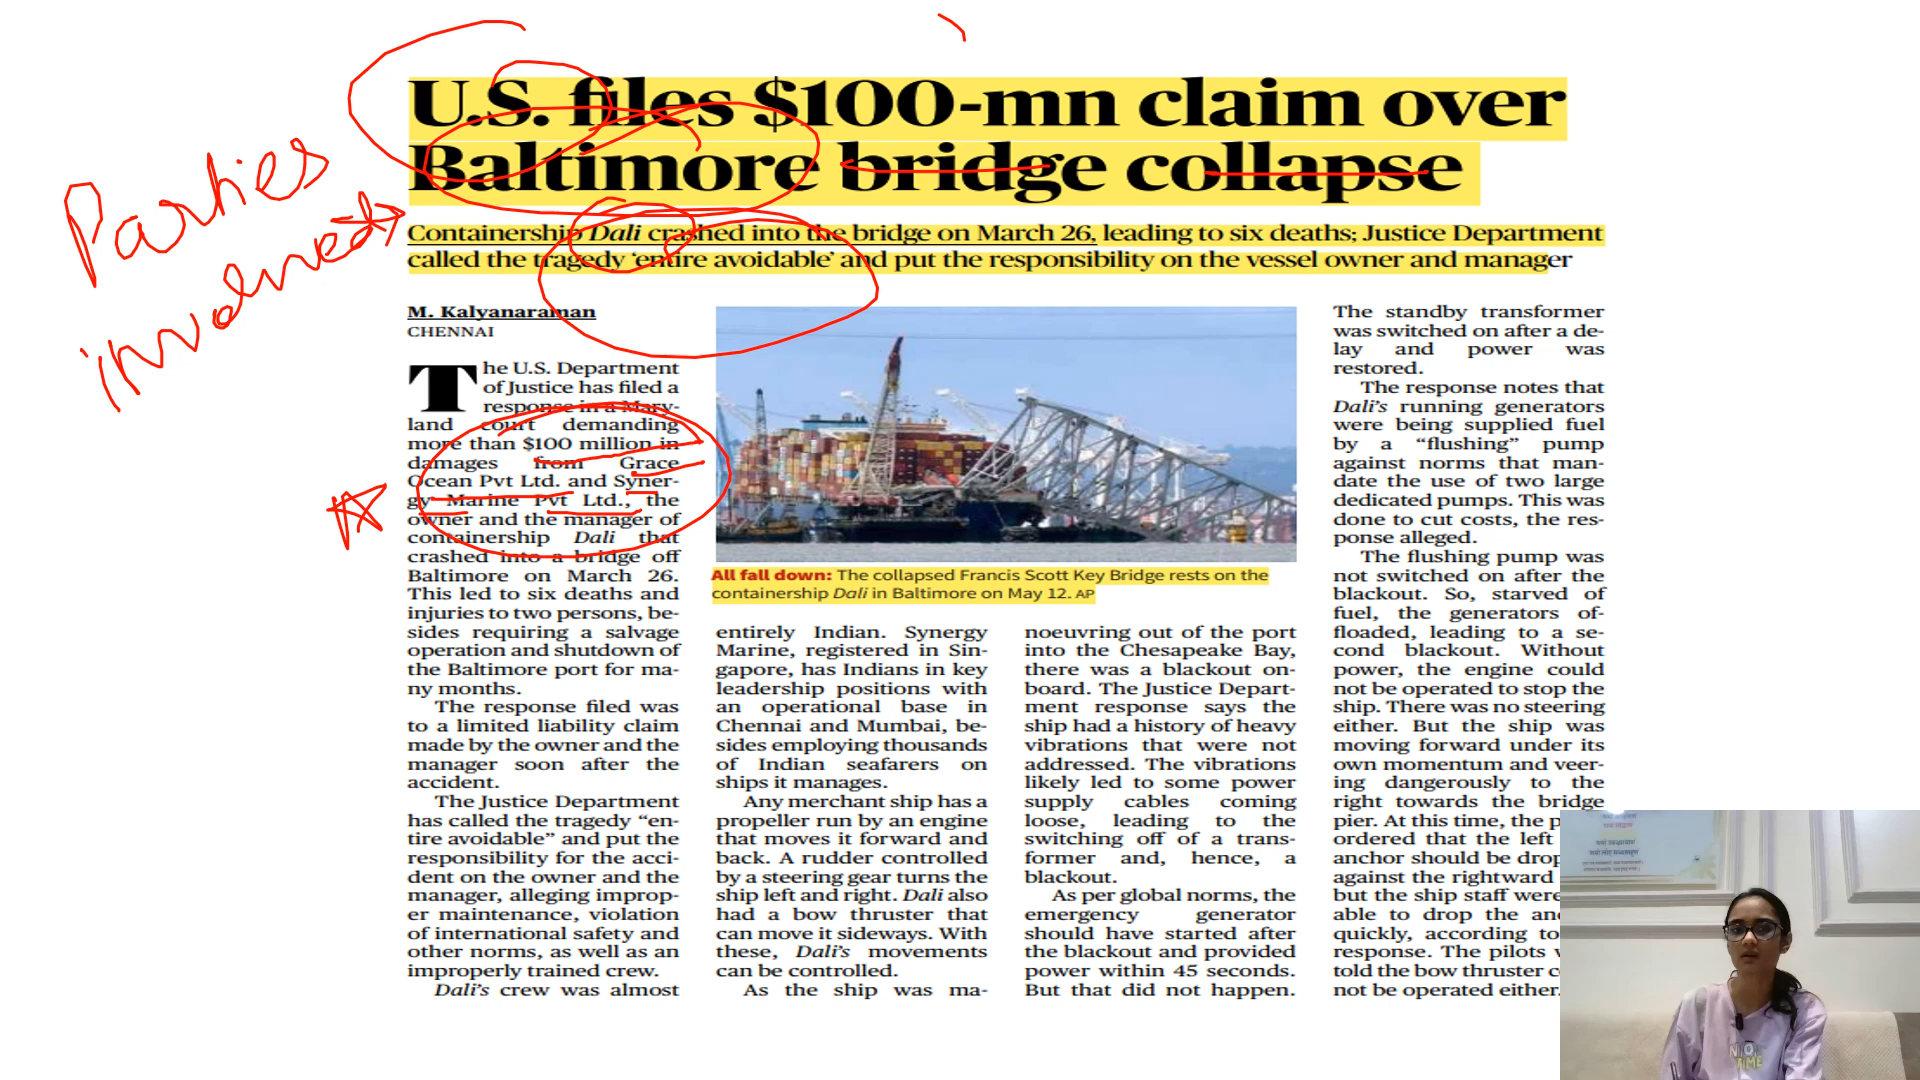 Parties
involved
U.S. files $100-mn claim over
Baltimore bridge collapse
Containership Dali crashed into the bridge on March 26, leading to six deaths; Justice Department
called the tragedy ‘entire avoidable’ and put the responsibility on the vessel owner and manager
M. Kalyanaraman
CHENNAI
The U.S. Department
of Justice has filed a
response in a Mary-
land court demanding
more than $100 million in
damages from Grace
Ocean Pvt Ltd. and Syner-
gy Marine Pvt Ltd., the
owner and the manager of
containership Dali that
crashed into a bridge off
Baltimore on March 26.
This led to six deaths and
injuries to two persons, be-
sides requiring a salvage
operation and shutdown of
the Baltimore port for ma-
ny months.
The response filed was
to a limited liability claim
made by the owner and the
manager soon after the
accident.
The Justice Department
has called the tragedy “en-
tire avoidable” and put the
responsibility for the acci-
dent on the owner and the
manager, alleging improp-
er maintenance, violation
of international safety and
other norms, as well as an
improperly trained crew.
Dali’s crew was almost
All fall down: The collapsed Francis Scott Key Bridge rests on the
containership Dali in Baltimore on May 12. AP
entirely Indian. Synergy
Marine, registered in Sin-
gapore, has Indians in key
leadership positions with
an operational base in
Chennai and Mumbai, be-
sides employing thousands
of Indian seafarers on
ships it manages.
Any merchant ship has a
propeller run by an engine
that moves it forward and
back. A rudder controlled
by a steering gear turns the
ship left and right. Dali also
had a bow thruster that
can move it sideways. With
these, Dali’s movements
can be controlled.
As the ship was ma-
noeuvring out of the port
into the Chesapeake Bay,
there was a blackout on-
board. The Justice Depart-
ment response says the
ship had a history of heavy
vibrations that were not
addressed. The vibrations
likely led to some power
supply cables coming
loose, leading to the
switching off of a trans-
former and, hence, a
blackout.
As per global norms, the
emergency generator
should have started after
the blackout and provided
power within 45 seconds.
But that did not happen.
The standby transformer
was switched on after a de-
lay and power was
restored.
The response notes that
Dali’s running generators
were being supplied fuel
by a “flushing” pump
against norms that man-
date the use of two large
dedicated pumps. This was
done to cut costs, the res-
ponse alleged.
The flushing pump was
not switched on after the
blackout. So, starved of
fuel, the generators of-
floaded, leading to a se-
cond blackout. Without
power, the engine could
not be operated to stop the
ship. There was no steering
either. But the ship was
moving forward under its
own momentum and veer-
ing dangerously to the
right towards the bridge
pier. At this time, the p
ordered that the left
anchor should be drop
against the rightward
but the ship staff were
able to drop the an
quickly, according to
response. The pilots
told the bow thruster c
not be operated either.